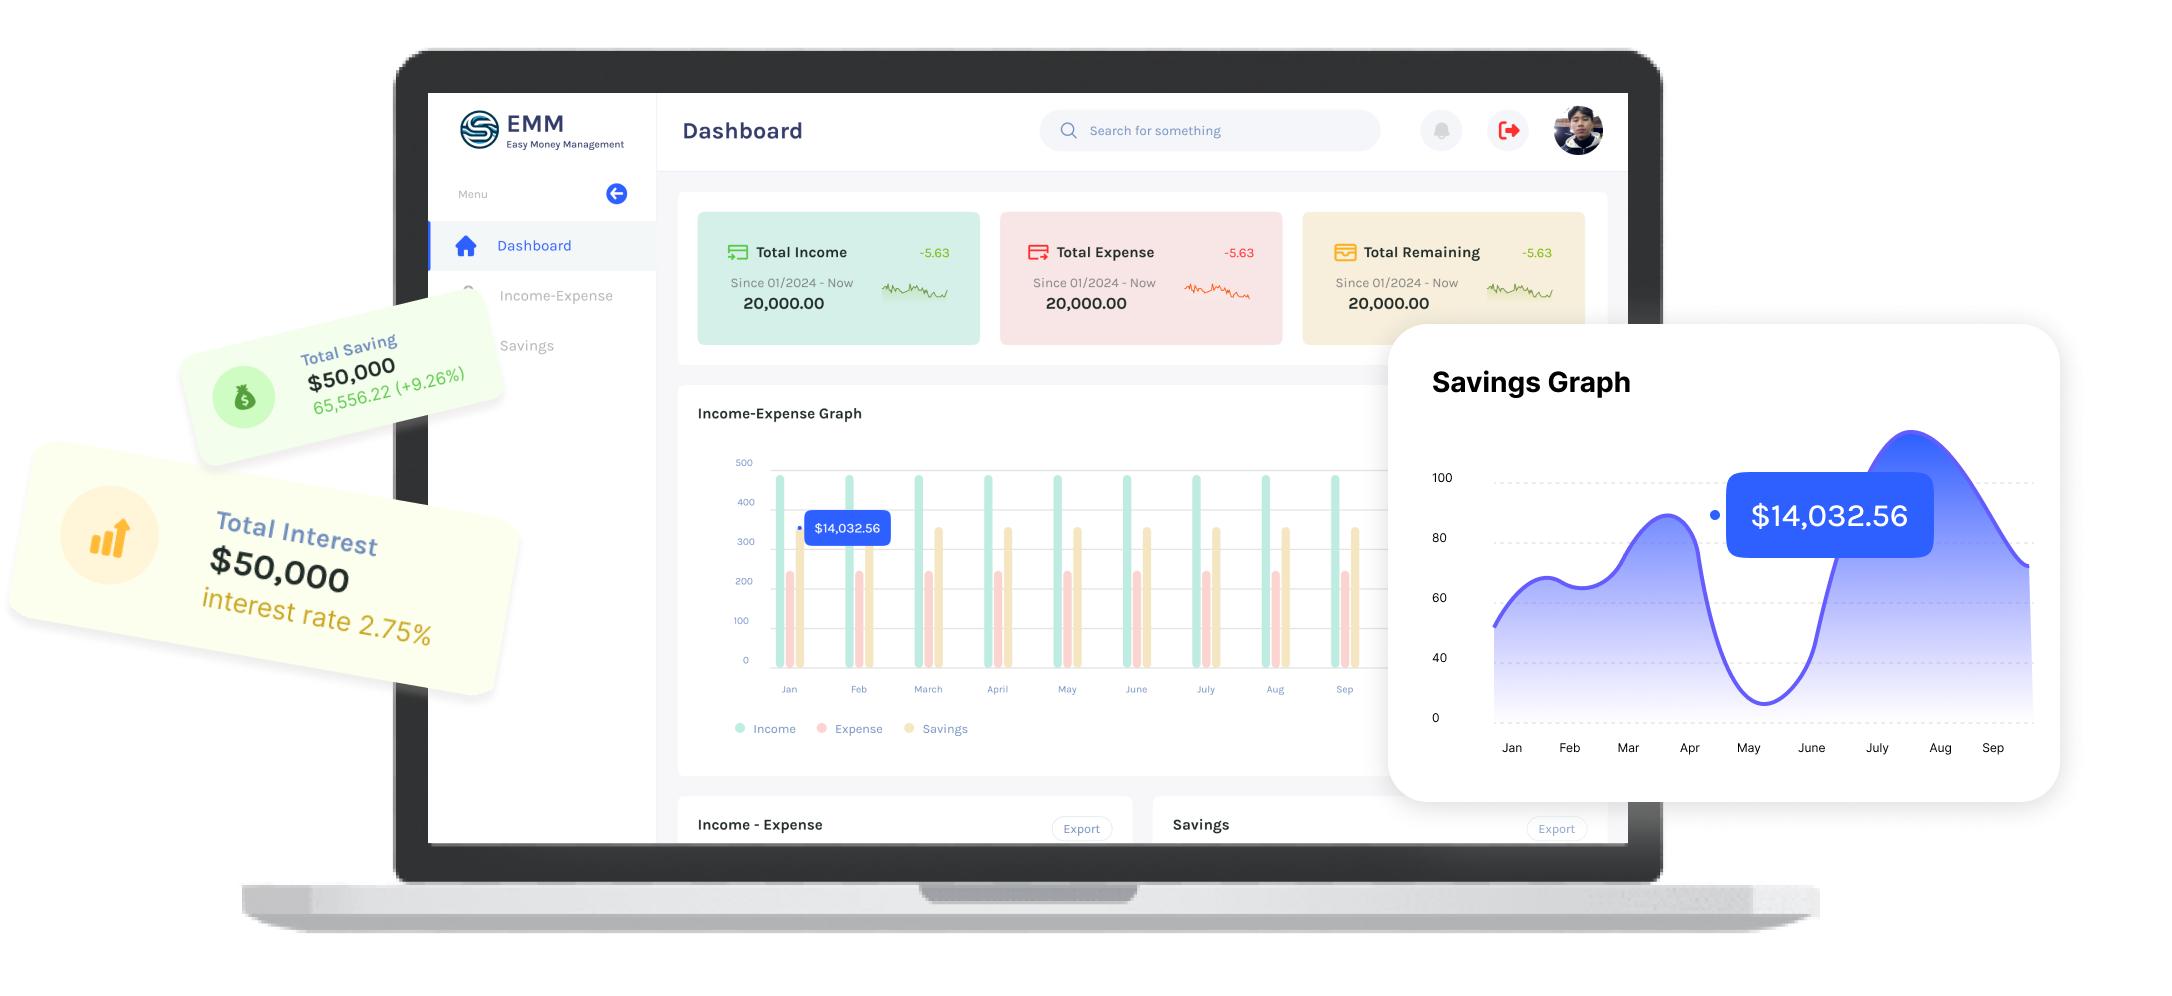 EMM
Easy Money Management
Menu
Dashboard
Income-Expense
Savings
Dashboard
Search for something
Total Income
-5.63
Since 01/2024 - Now
20,000.00
Total Expense
-5.63
Since 01/2024 - Now
20,000.00
Total Remaining
-5.63
Since 01/2024 - Now
20,000.00
Total Saving
$50,000
65,556.22 (+9.26%)
Total Interest
$50,000
interest rate 2.75%
Income-Expense Graph
500
400
300
200
100
0
$14,032.56
Jan Feb March April May June July Aug Sep
Income Expense Savings
Savings Graph
100
80
60
40
0
$14,032.56
Jan Feb Mar Apr May June July Aug Sep
Income - Expense
Export
Savings
Export